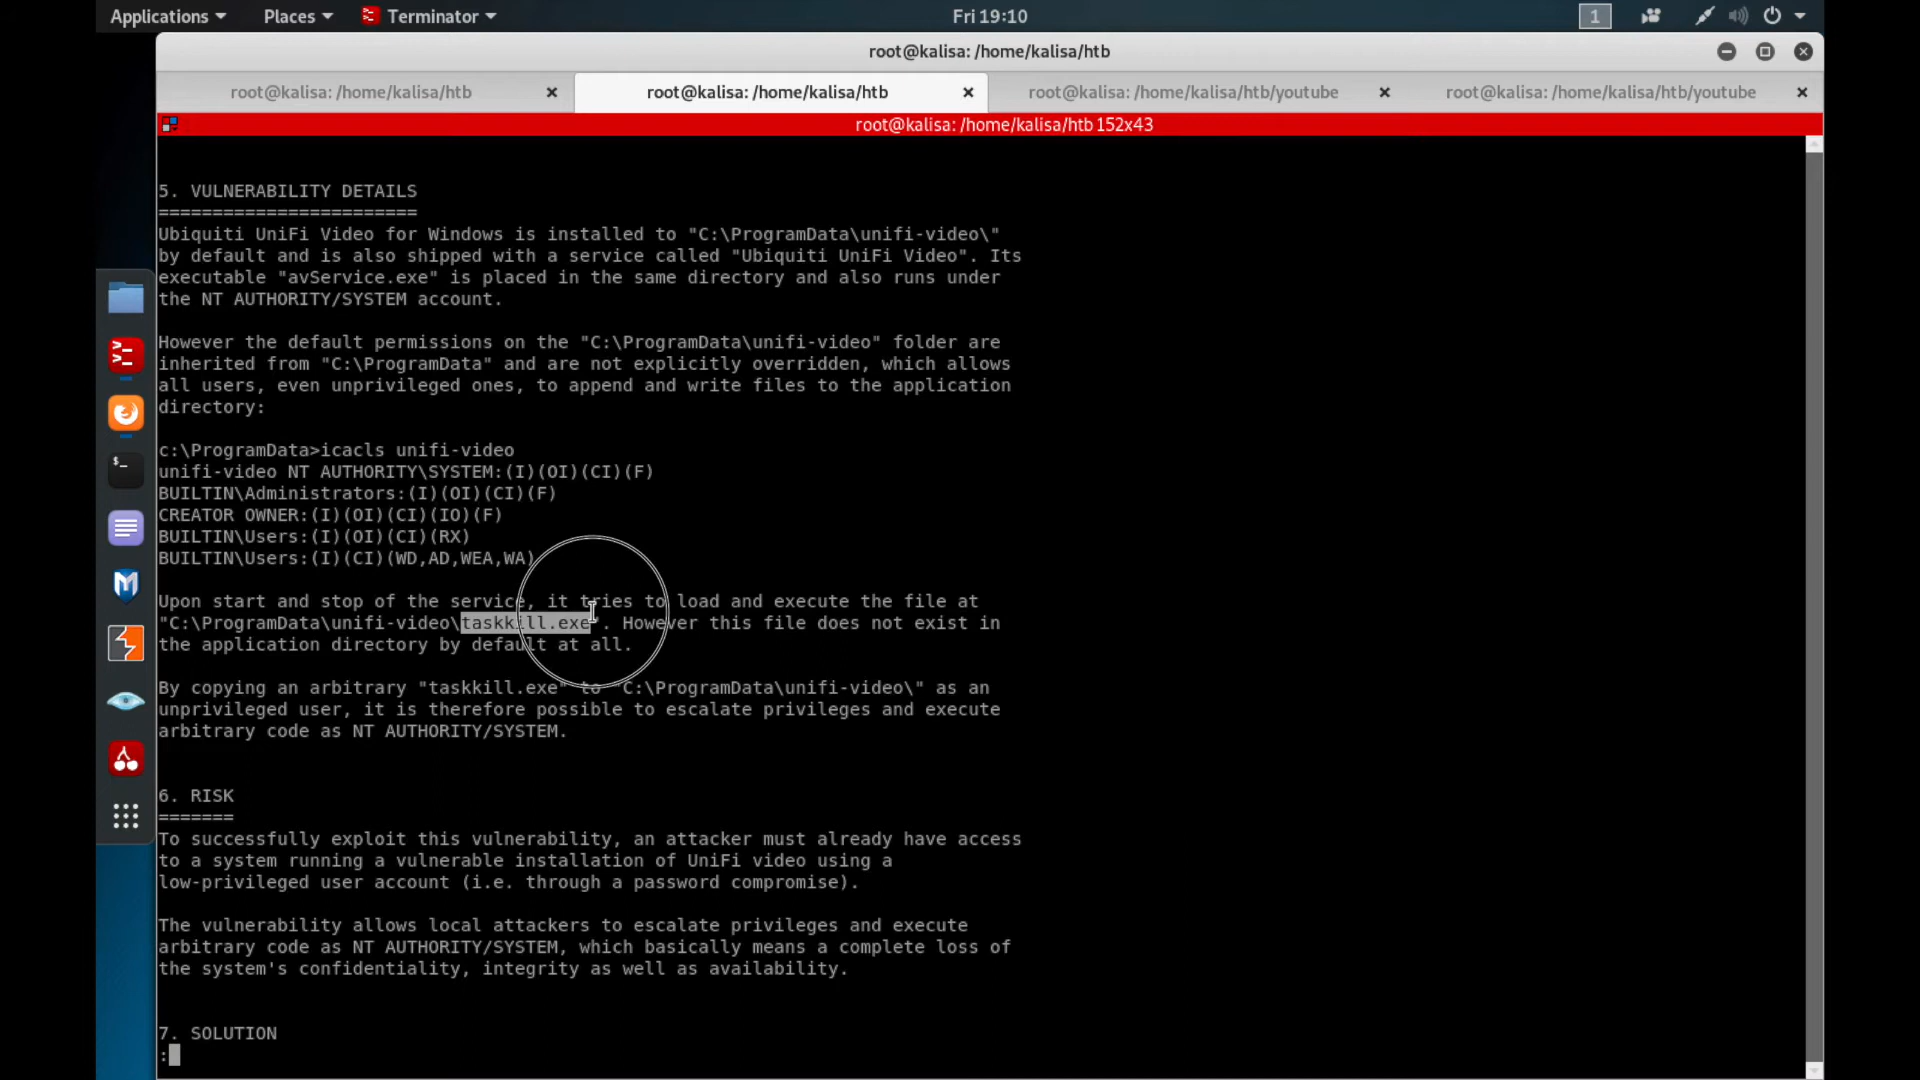 Applications
Places
Terminator
Fri 19:10
1
root@kalisa: /home/kalisa/htb
root@kalisa: /home/kalisa/htb
root@kalisa: /home/kalisa/htb
root@kalisa: /home/kalisa/htb/youtube
root@kalisa: /home/kalisa/htb/youtube
root@kalisa: /home/kalisa/htb 152x43
5. VULNERABILITY DETAILS
========================
Ubiquiti UniFi Video for Windows is installed to "C:\ProgramData\unifi-video\"
by default and is also shipped with a service called "Ubiquiti UniFi Video". Its
executable "avService.exe" is placed in the same directory and also runs under
the NT AUTHORITY/SYSTEM account.
However the default permissions on the "C:\ProgramData\unifi-video" folder are
inherited from "C:\ProgramData" and are not explicitly overridden, which allows
all users, even unprivileged ones, to append and write files to the application
directory:
c:\ProgramData>icacls unifi-video
unifi-video NT AUTHORITY\SYSTEM:(I)(OI)(CI)(F)
BUILTIN\Administrators:(I)(OI)(CI)(F)
CREATOR OWNER:(I)(OI)(CI)(IO)(F)
BUILTIN\Users:(I)(OI)(CI)(RX)
BUILTIN\Users:(I)(CI)(WD,AD,WEA,WA)
Upon start and stop of the service, it tries to load and execute the file at
"C:\ProgramData\unifi-video\taskkill.exe". However this file does not exist in
the application directory by default at all.
By copying an arbitrary "taskkill.exe" to "C:\ProgramData\unifi-video\" as an
unprivileged user, it is therefore possible to escalate privileges and execute
arbitrary code as NT AUTHORITY/SYSTEM.
6. RISK
=======
To successfully exploit this vulnerability, an attacker must already have access
to a system running a vulnerable installation of UniFi video using a
low-privileged user account (i.e. through a password compromise).
The vulnerability allows local attackers to escalate privileges and execute
arbitrary code as NT AUTHORITY/SYSTEM, which basically means a complete loss of
the system's confidentiality, integrity as well as availability.
7. SOLUTION
: